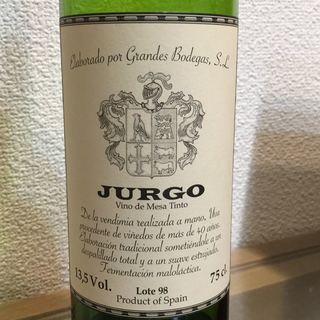 Elaborado por Grandes Bodegas, S.L.
JURGO
Vino de Mesa Tinto
De la vendimia realizada a mano. Uva
procedente de viñedos de más de 40 años.
Elaboración tradicional sometiéndole a un
despalillado total y a un suave estrujado.
Fermentación maloláctica.
13,5 Vol. 75 cl.
Lote 98
Product of Spain